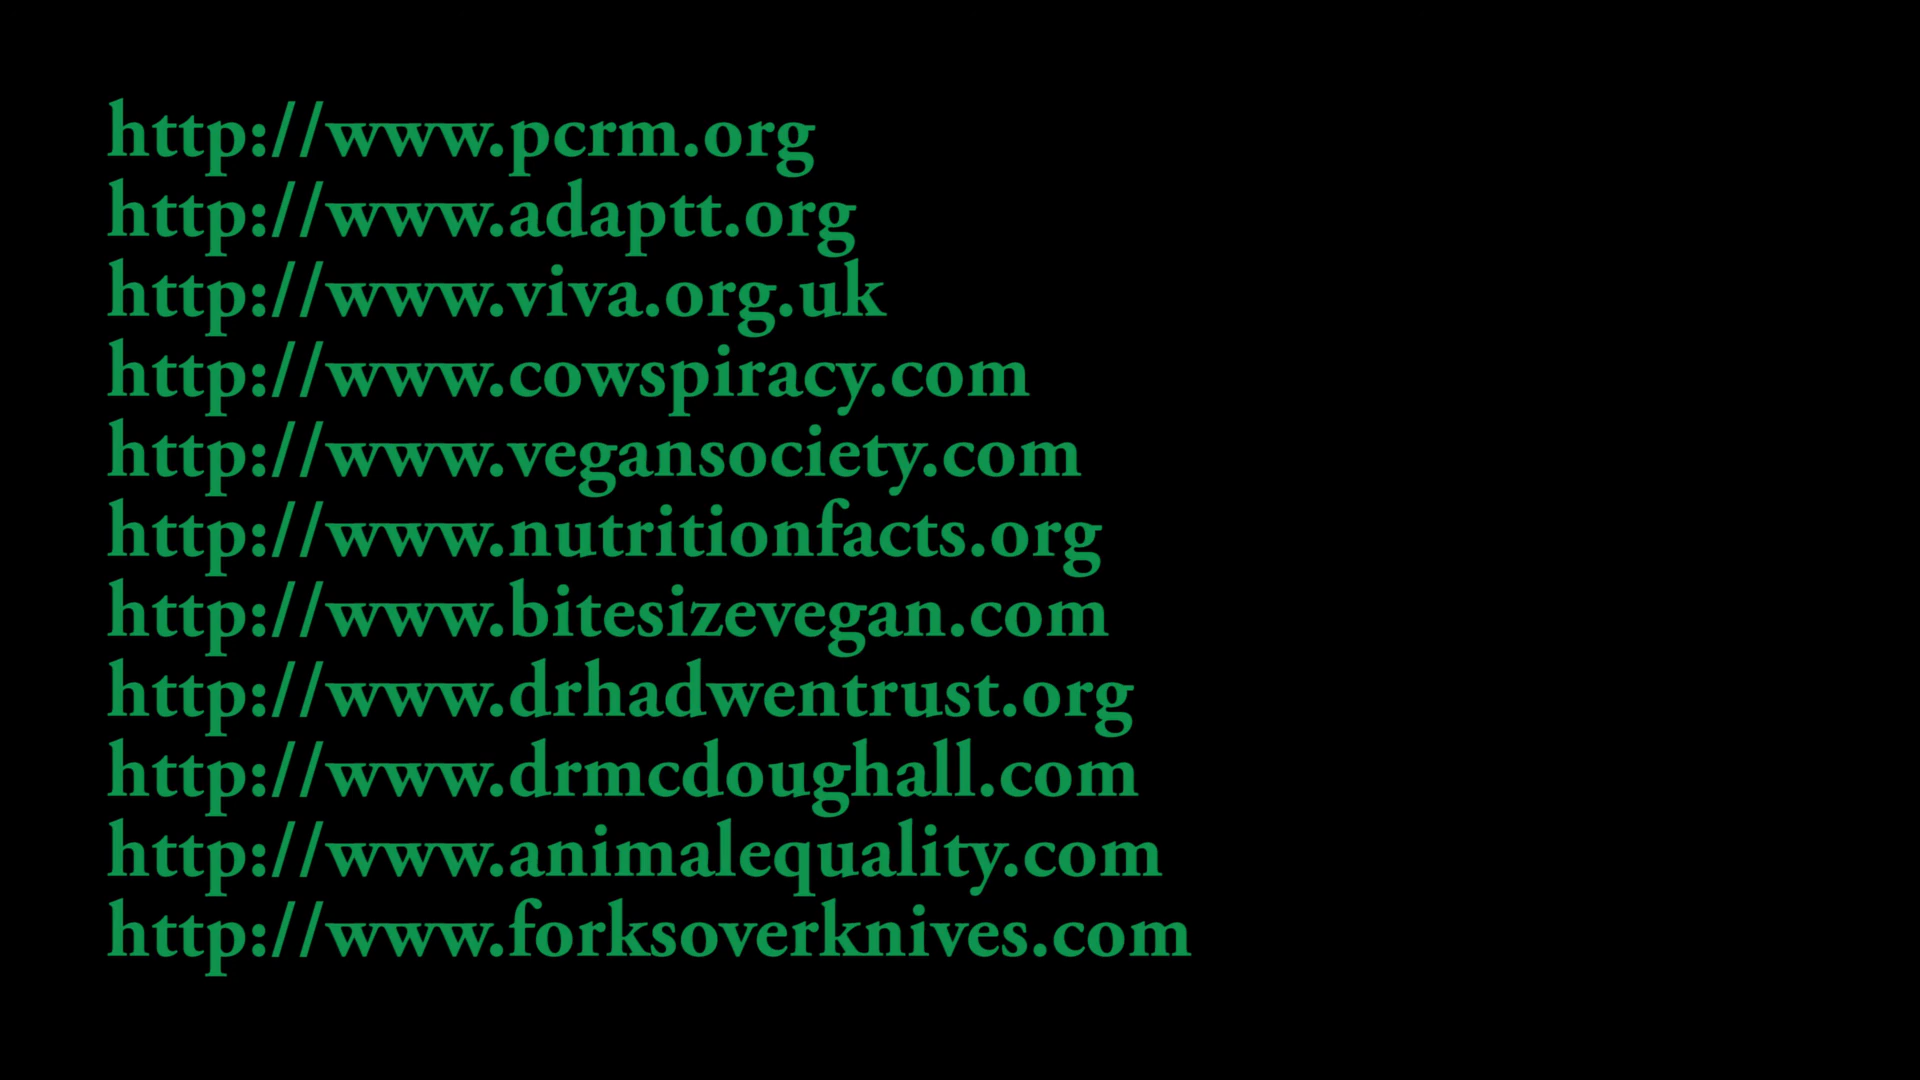 http://www.pcrm.org
http://www.adaptt.org
http://www.viva.org.uk
http://www.cowspiracy.com
http://www.vegansociety.com
http://www.nutritionfacts.org
http://www.bitesizevegan.com
http://www.drhadwentrust.org
http://www.drmcdoughall.com
http://www.animalequality.com
http://www.forksoverknives.com